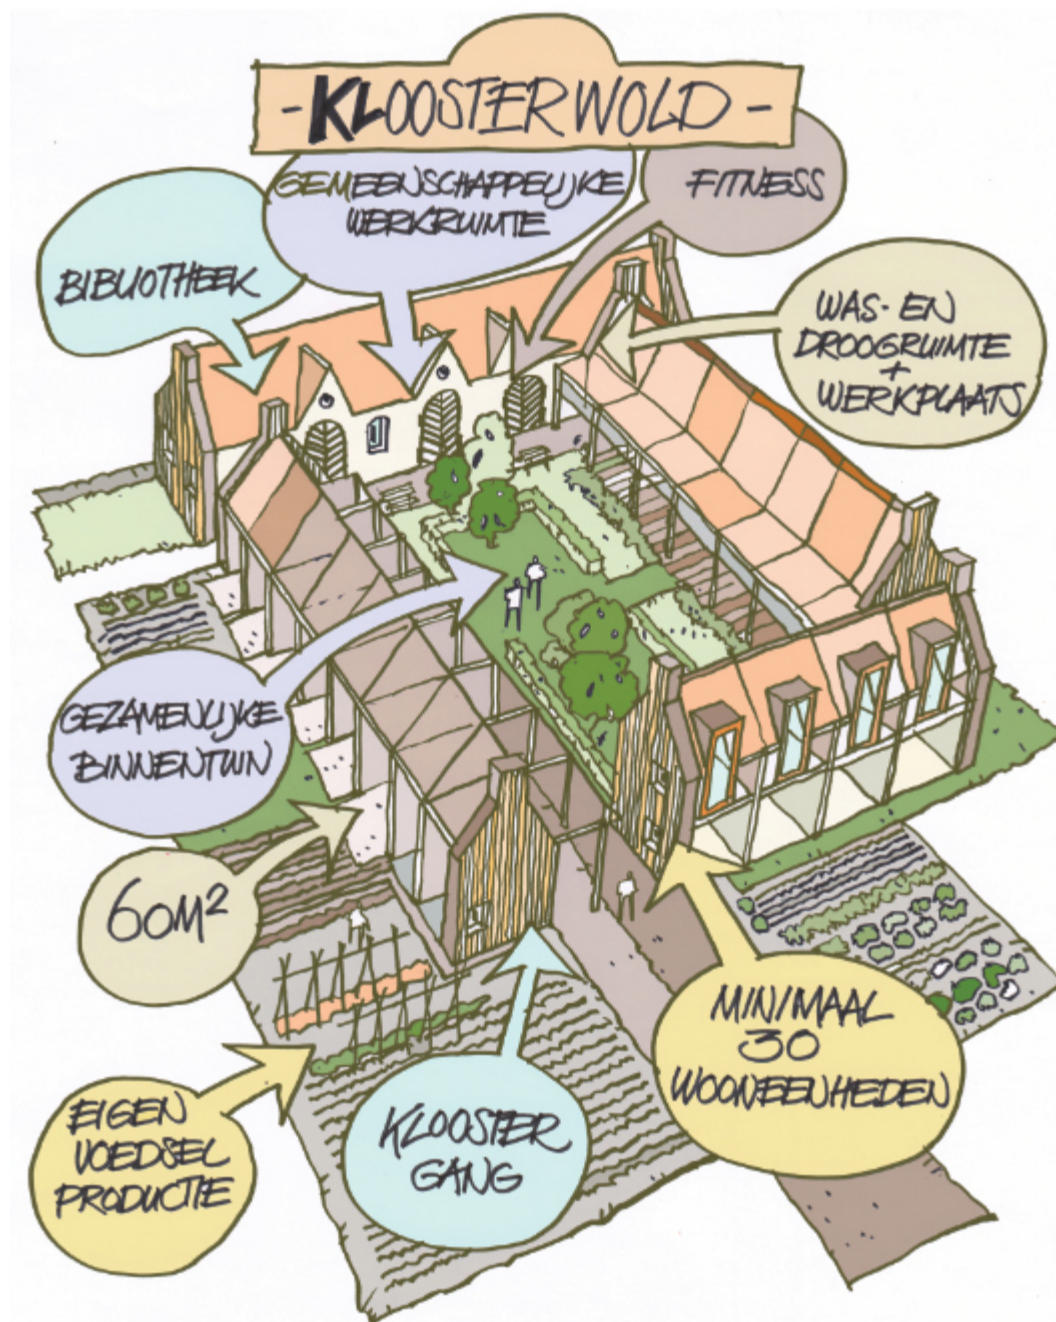 - KLOOSTERWOLD -
GEMEENSCHAPPELIJKE
WERKRUIMTE
FITNESS
BIBLIOTHEEK
WAS- EN
DROOGRUIMTE
+
WERKPLAATS
GEZAMENLIJKE
BINNENTUIN
60M²
MINIMAAL
30
WOONEENHEDEN
EIGEN
VOEDSEL
PRODUCTIE
KLOOSTER
GANG